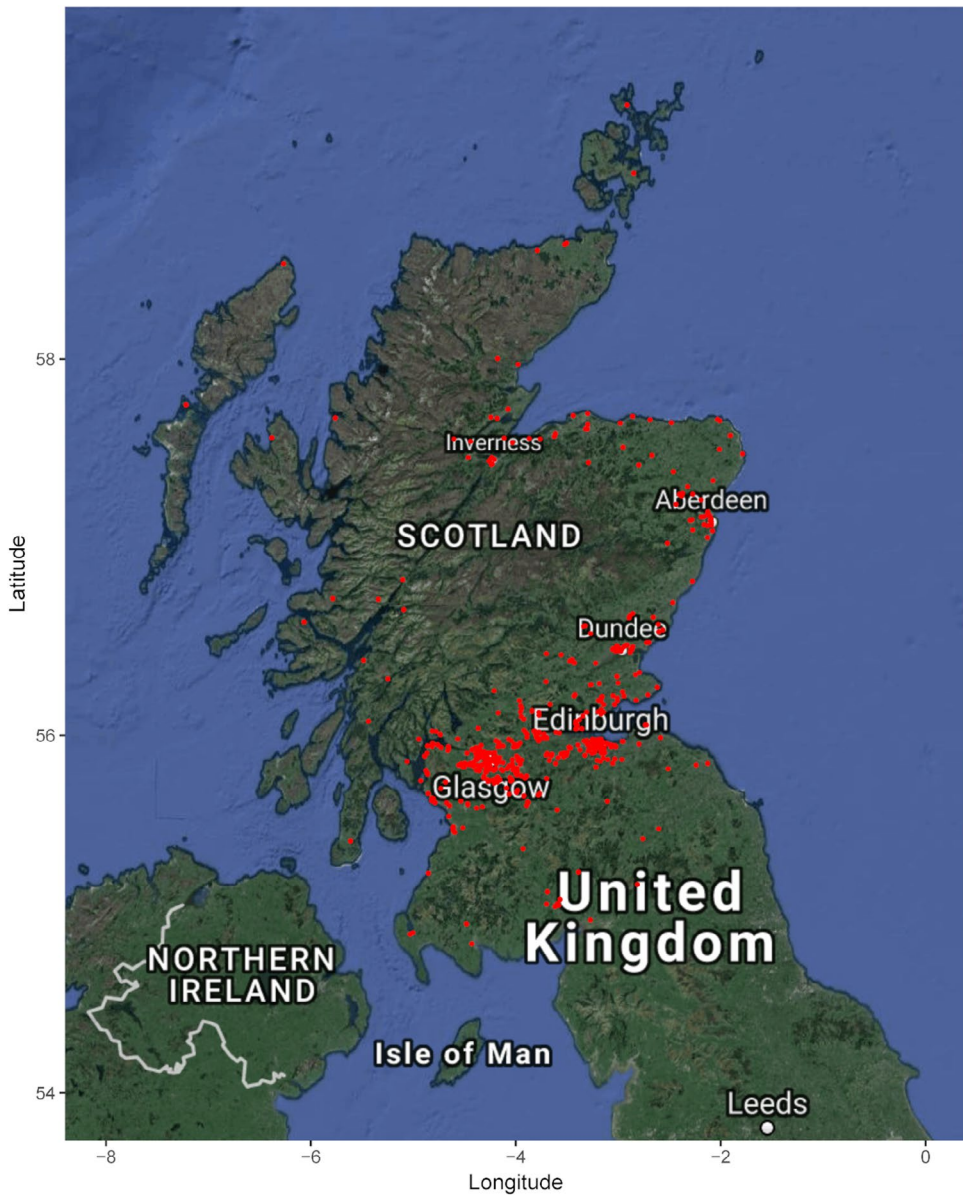 58
Inverness
Aberdeen
SCOTLAND
Latitude
Dundee
56
Edinburgh
Glasgow
United
Kingdom
NORTHERN
IRELAND
Isle of Man
54
Leeds
−8
−6
−4
−2
0
Longitude